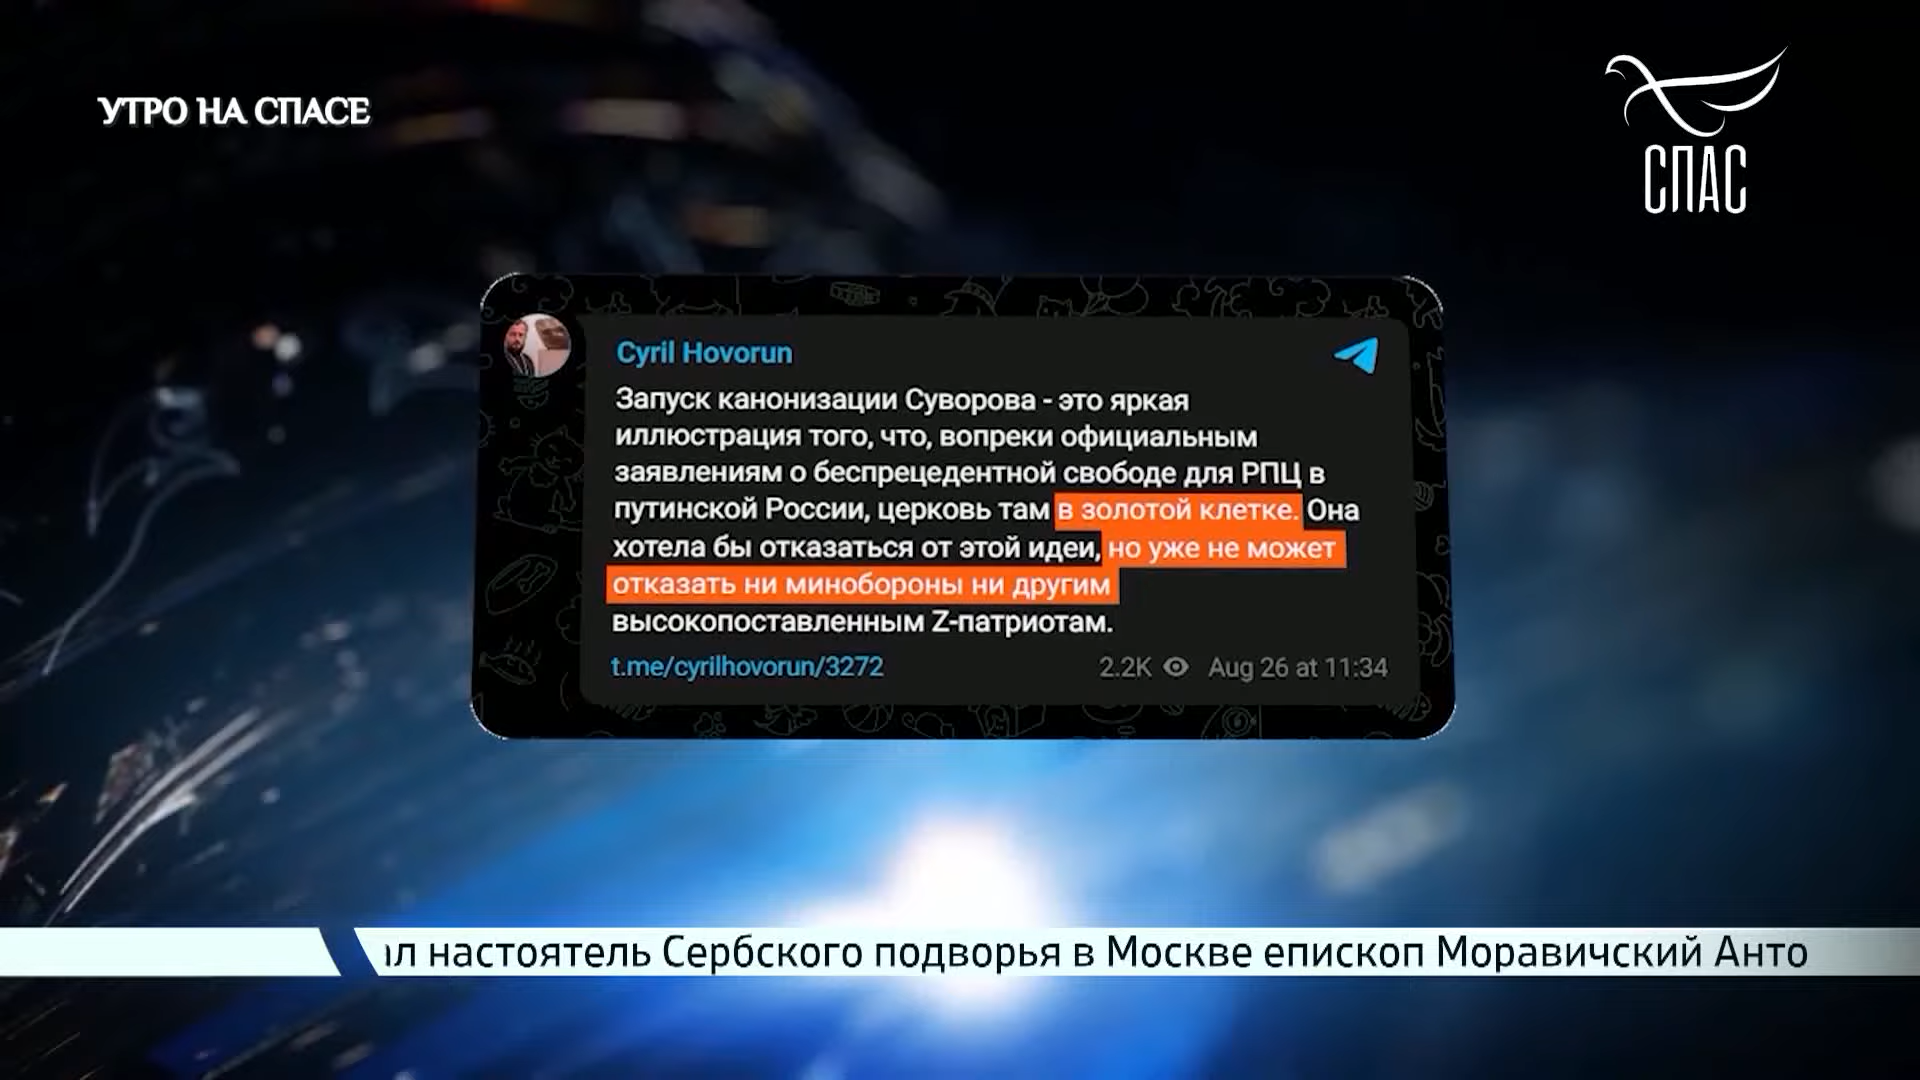 УТРО НА СПАСЕ
СПАС
Cyril Hovorun
Запуск канонизации Суворова - это яркая
иллюстрация того, что, вопреки официальным
заявлениям о беспрецедентной свободе для РПЦ в
путинской России, церковь там в золотой клетке. Она
хотела бы отказаться от этой идеи, но уже не может
отказать ни минобороны ни другим
высокопоставленным Z-патриотам.
t.me/cyrilhovorun/3272 2.2K Aug 26 at 11:34
л настоятель Сербского подворья в Москве епископ Моравичский Анто